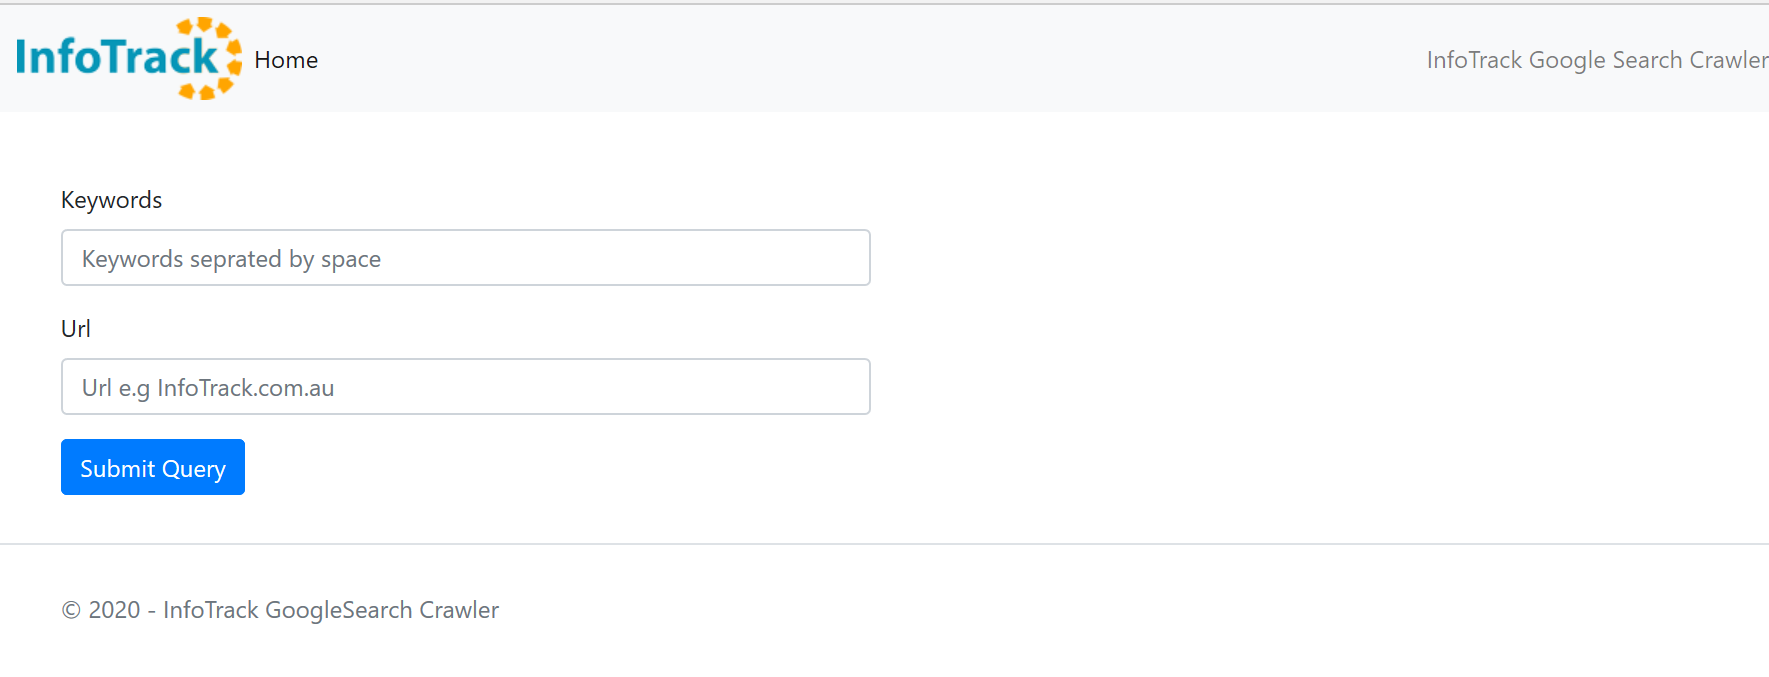 InfoTrack Home InfoTrack Google Search Crawler
Keywords
Keywords seprated by space
Url
Url e.g InfoTrack.com.au
Submit Query
© 2020 - InfoTrack GoogleSearch Crawler